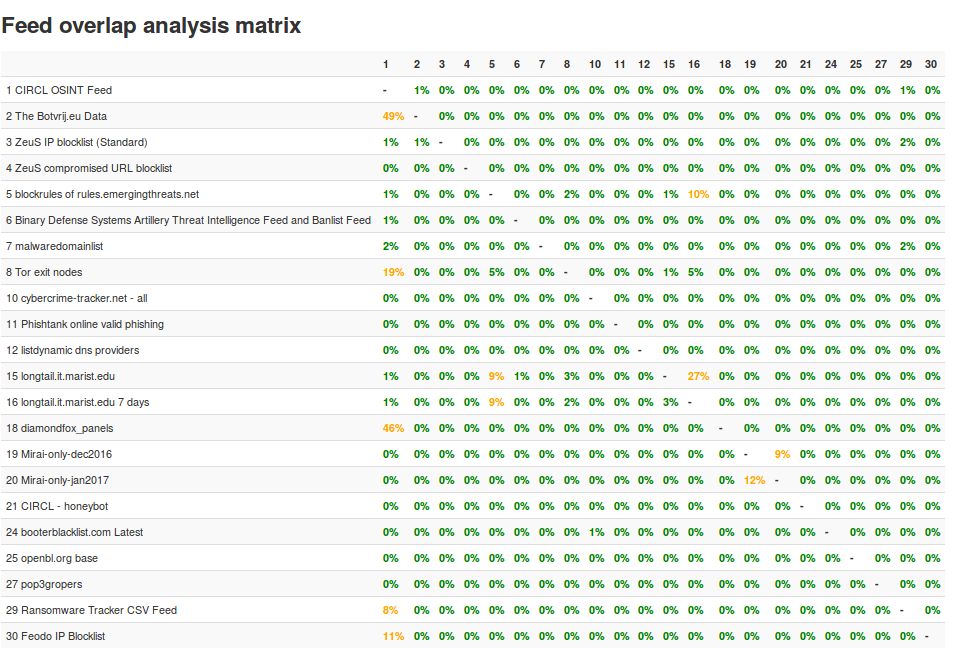 Feed overlap analysis matrix
1 2 3 4 5 6 7 8 10 11 12 15 16 18 19 20 21 24 25 27 29 30
1 CIRCL OSINT Feed - 1% 0% 0% 0% 0% 0% 0% 0% 0% 0% 0% 0% 0% 0% 0% 0% 0% 0% 0% 1% 0%
2 The Botvrij.eu Data 49% - 0% 0% 0% 0% 0% 0% 0% 0% 0% 0% 0% 0% 0% 0% 0% 0% 0% 0% 0% 0%
3 ZeuS IP blocklist (Standard) 1% 1% - 0% 0% 0% 0% 0% 0% 0% 0% 0% 0% 0% 0% 0% 0% 0% 0% 0% 2% 0%
4 ZeuS compromised URL blocklist 0% 0% 0% - 0% 0% 0% 0% 0% 0% 0% 0% 0% 0% 0% 0% 0% 0% 0% 0% 0% 0%
5 blockrules of rules.emergingthreats.net 1% 0% 0% 0% - 0% 0% 2% 0% 0% 0% 1% 10% 0% 0% 0% 0% 0% 0% 0% 0% 0%
6 Binary Defense Systems Artillery Threat Intelligence Feed and Banlist Feed 1% 0% 0% 0% 0% - 0% 0% 0% 0% 0% 0% 0% 0% 0% 0% 0% 0% 0% 0% 0% 0%
7 malwaredomainlist 2% 0% 0% 0% 0% 0% - 0% 0% 0% 0% 0% 0% 0% 0% 0% 0% 0% 0% 0% 2% 0%
8 Tor exit nodes 19% 0% 0% 0% 5% 0% 0% - 0% 0% 0% 1% 5% 0% 0% 0% 0% 0% 0% 0% 0% 0%
10 cybercrime-tracker.net - all 0% 0% 0% 0% 0% 0% 0% 0% - 0% 0% 0% 0% 0% 0% 0% 0% 0% 0% 0% 0% 0%
11 Phishtank online valid phishing 0% 0% 0% 0% 0% 0% 0% 0% 0% - 0% 0% 0% 0% 0% 0% 0% 0% 0% 0% 0% 0%
12 listdynamic dns providers 0% 0% 0% 0% 0% 0% 0% 0% 0% 0% - 0% 0% 0% 0% 0% 0% 0% 0% 0% 0% 0%
15 longtail.it.marist.edu 1% 0% 0% 0% 9% 1% 0% 3% 0% 0% 0% - 27% 0% 0% 0% 0% 0% 0% 0% 0% 0%
16 longtail.it.marist.edu 7 days 1% 0% 0% 0% 9% 0% 0% 2% 0% 0% 0% 3% - 0% 0% 0% 0% 0% 0% 0% 0% 0%
18 diamondfox_panels 46% 0% 0% 0% 0% 0% 0% 0% 0% 0% 0% 0% 0% - 0% 0% 0% 0% 0% 0% 0% 0%
19 Mirai-only-dec2016 0% 0% 0% 0% 0% 0% 0% 0% 0% 0% 0% 0% 0% 0% - 9% 0% 0% 0% 0% 0% 0%
20 Mirai-only-jan2017 0% 0% 0% 0% 0% 0% 0% 0% 0% 0% 0% 0% 0% 0% 12% - 0% 0% 0% 0% 0% 0%
21 CIRCL - honeybot 0% 0% 0% 0% 0% 0% 0% 0% 0% 0% 0% 0% 0% 0% 0% 0% - 0% 0% 0% 0% 0%
24 booterblacklist.com Latest 0% 0% 0% 0% 0% 0% 0% 0% 1% 0% 0% 0% 0% 0% 0% 0% 0% - 0% 0% 0% 0%
25 openbl.org base 0% 0% 0% 0% 0% 0% 0% 0% 0% 0% 0% 0% 0% 0% 0% 0% 0% 0% - 0% 0% 0%
27 pop3gropers 0% 0% 0% 0% 0% 0% 0% 0% 0% 0% 0% 0% 0% 0% 0% 0% 0% 0% 0% - 0% 0%
29 Ransomware Tracker CSV Feed 8% 0% 0% 0% 0% 0% 0% 0% 0% 0% 0% 0% 0% 0% 0% 0% 0% 0% 0% 0% - 0%
30 Feodo IP Blocklist 11% 0% 0% 0% 0% 0% 0% 0% 0% 0% 0% 0% 0% 0% 0% 0% 0% 0% 0% 0% 0% -